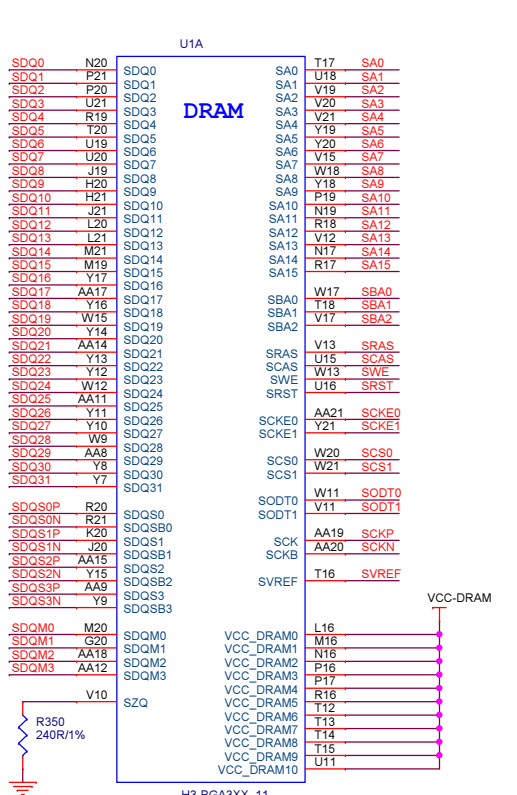 U1A
DRAM
SDQ0 N20 SDQ0 SA0 T17 SA0
SDQ1 P21 SDQ1 SA1 U18 SA1
SDQ2 P20 SDQ2 SA2 V19 SA2
SDQ3 U21 SDQ3 SA3 V20 SA3
SDQ4 R19 SDQ4 SA4 V21 SA4
SDQ5 T20 SDQ5 SA5 Y19 SA5
SDQ6 U19 SDQ6 SA6 Y20 SA6
SDQ7 U20 SDQ7 SA7 V15 SA7
SDQ8 J19 SDQ8 SA8 W18 SA8
SDQ9 H20 SDQ9 SA9 Y18 SA9
SDQ10 H21 SDQ10 SA10 P19 SA10
SDQ11 J21 SDQ11 SA11 N19 SA11
SDQ12 L20 SDQ12 SA12 R18 SA12
SDQ13 L21 SDQ13 SA13 V12 SA13
SDQ14 M21 SDQ14 SA14 N17 SA14
SDQ15 M19 SDQ15 SA15 R17 SA15
SDQ16 Y17 SDQ16
SDQ17 AA17 SDQ17 SBA0 W17 SBA0
SDQ18 Y16 SDQ18 SBA1 T18 SBA1
SDQ19 W15 SDQ19 SBA2 V17 SBA2
SDQ20 Y14 SDQ20
SDQ21 AA14 SDQ21 SRAS V13 SRAS
SDQ22 Y13 SDQ22 SCAS U15 SCAS
SDQ23 Y12 SDQ23 SWE W13 SWE
SDQ24 W12 SDQ24 SRST U16 SRST
SDQ25 AA11 SDQ25
SDQ26 Y11 SDQ26 SCKE0 AA21 SCKE0
SDQ27 Y10 SDQ27 SCKE1 Y21 SCKE1
SDQ28 W9 SDQ28
SDQ29 AA8 SDQ29 SCS0 W20 SCS0
SDQ30 Y8 SDQ30 SCS1 W21 SCS1
SDQ31 Y7 SDQ31
SODT0 W11 SODT0
SDQS0P R20 SDQS0 SODT1 V11 SODT1
SDQS0N R21 SDQSB0
SDQS1P K20 SDQS1 SCK AA19 SCKP
SDQS1N J20 SDQSB1 SCKB AA20 SCKN
SDQS2P AA15 SDQS2
SDQS2N Y15 SDQSB2 SVREF T16 SVREF
SDQS3P AA9 SDQS3
SDQS3N Y9 SDQSB3
VCC-DRAM
SDQM0 M20 SDQM0 VCC_DRAM0 L16
SDQM1 G20 SDQM1 VCC_DRAM1 M16
SDQM2 AA18 SDQM2 VCC_DRAM2 N16
SDQM3 AA12 SDQM3 VCC_DRAM3 P16
VCC_DRAM4 P17
V10 SZQ VCC_DRAM5 R16
VCC_DRAM6 T12
R350 VCC_DRAM7 T13
240R/1% VCC_DRAM8 T14
VCC_DRAM9 T15
VCC_DRAM10 U11